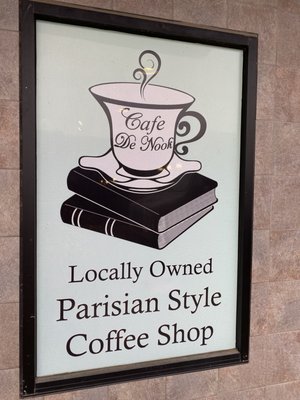 Cafe
De Nook
Locally Owned
Parisian Style
Coffee Shop